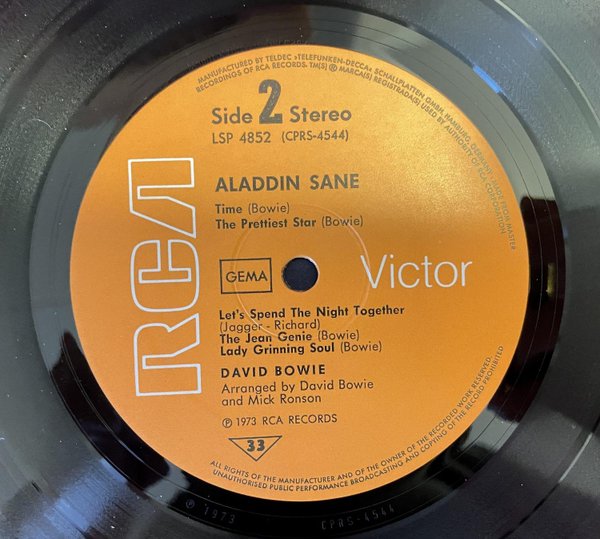 MANUFACTURED BY TELDEC »TELEFUNKEN-DECCA« SCHALLPLATTEN GMBH, HAMBURG, GERMANY, MADE FROM MASTER
RECORDINGS OF RCA RECORDS. TM(S) ® MARCA(S) REGISTRADA(S) USED BY AUTHORITY OF RCA CORPORATION
Side 2 Stereo
LSP 4852 (CPRS-4544)
ALADDIN SANE
Time (Bowie)
The Prettiest Star (Bowie)
RCA
GEMA
Victor
Let's Spend The Night Together
(Jagger - Richard)
The Jean Genie (Bowie)
Lady Grinning Soul (Bowie)
DAVID BOWIE
Arranged by David Bowie
and Mick Ronson
℗ 1973 RCA RECORDS
33
ALL RIGHTS OF THE MANUFACTURER AND OF THE OWNER OF THE RECORDED WORK RESERVED.
UNAUTHORISED PUBLIC PERFORMANCE BROADCASTING AND COPYING OF THE RECORD PROHIBITED.
℗ 1973
CPRS-4544